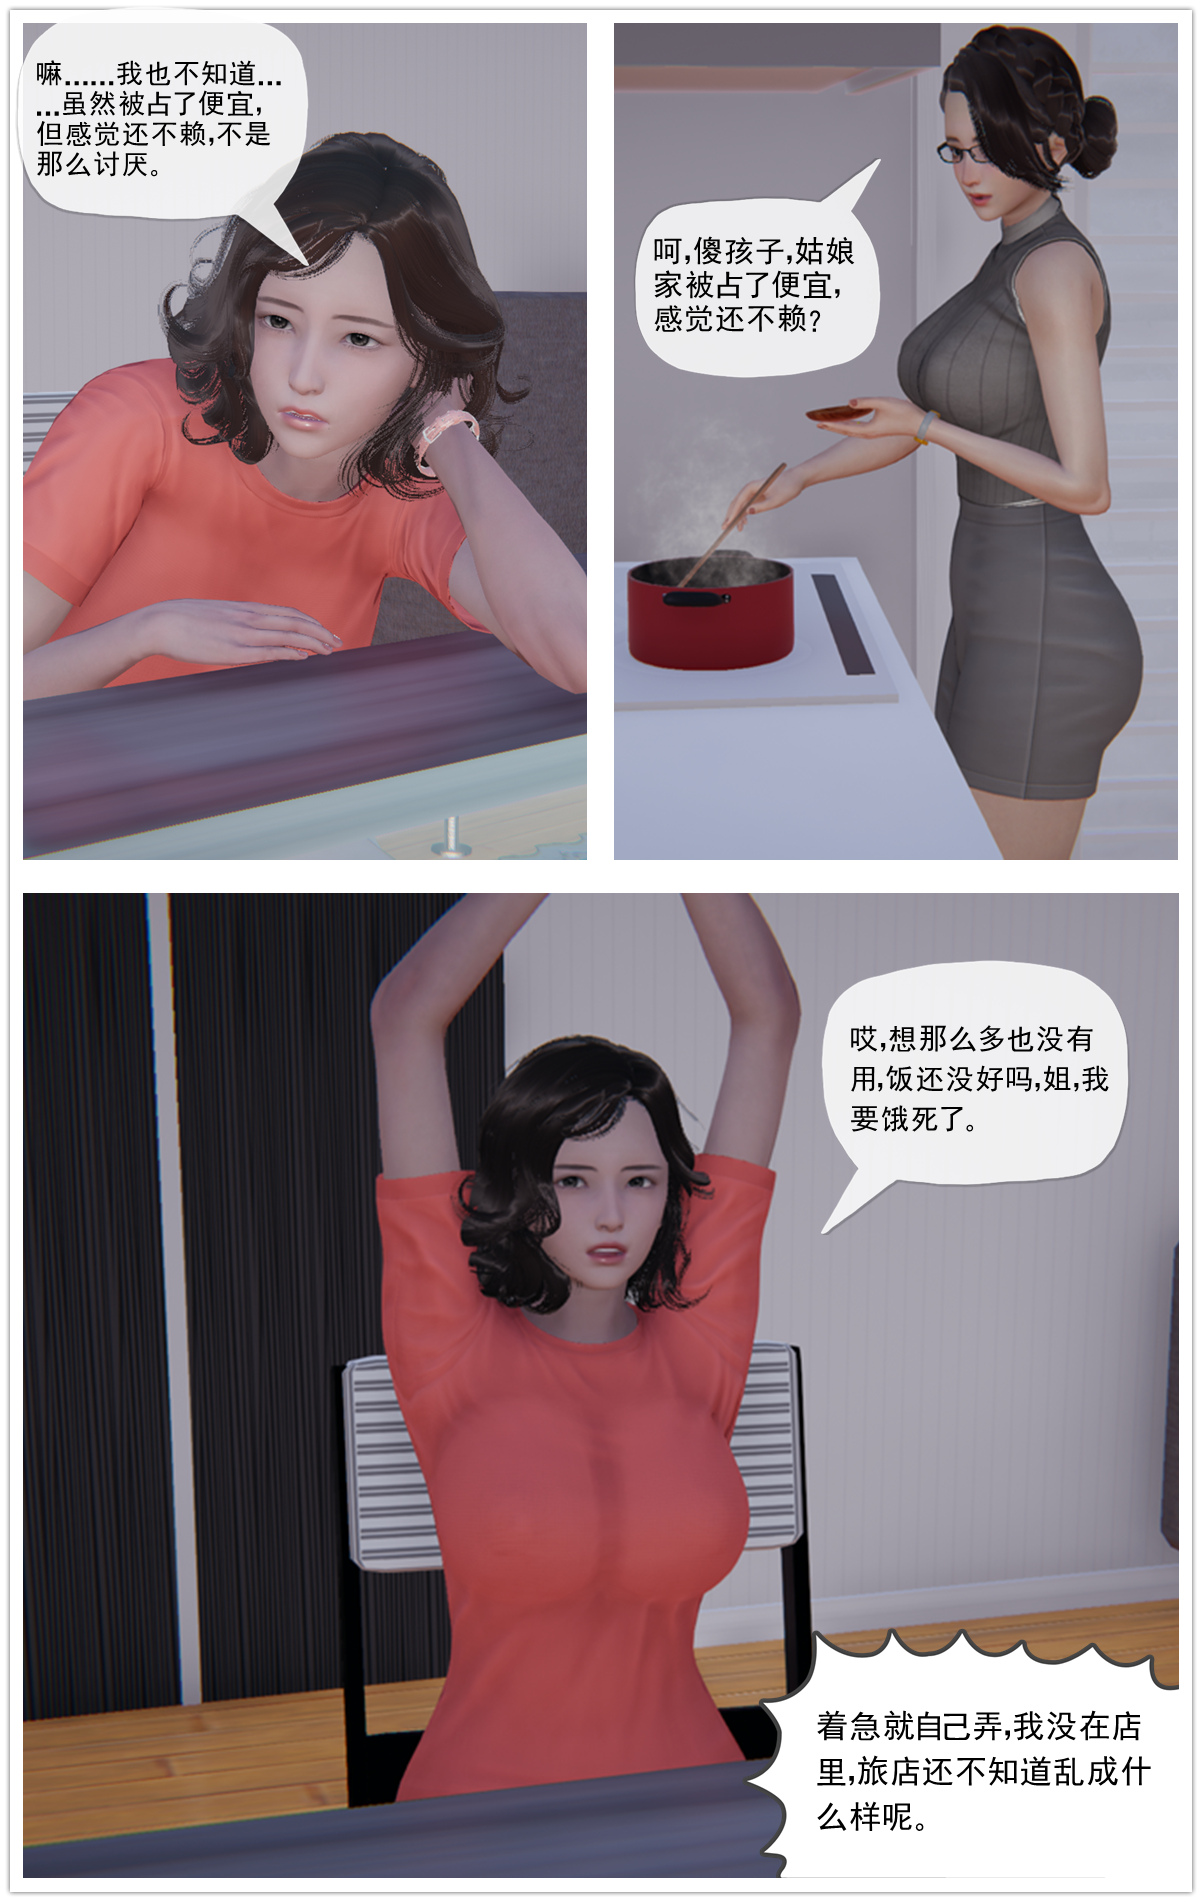 嘛……我也不知道…
…虽然被占了便宜,
但感觉还不赖,不是
那么讨厌。
呵,傻孩子,姑娘
家被占了便宜,
感觉还不赖?
哎,想那么多也没有
用,饭还没好吗,姐,我
要饿死了。
着急就自己弄,我没在店
里,旅店还不知道乱成什
么样呢。